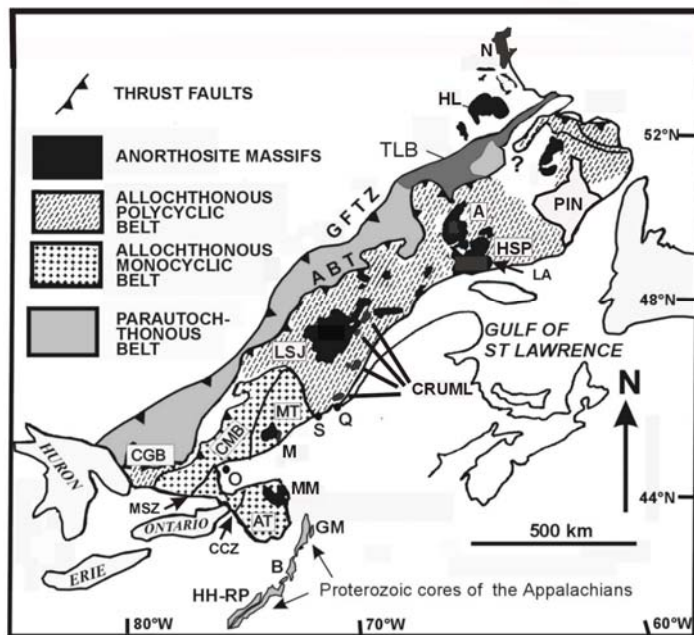 N
HL
THRUST FAULTS
52°N
TLB
?
ANORTHOSITE
MASSIFS
PIN
A
ALLOCHTHONOUS
POLYCYCLIC
BELT
GFTZ
HSP
ABT
LA
ALLOCHTHONOUS
MONOCYCLIC
BELT
48°N
PARAUTOCH-
THONOUS
BELT
LSJ
GULF OF
ST LAWRENCE
CRUML
N
MT
S
Q
CMB
M
CGB
HURON
O
MM
MSZ
44°N
ONTARIO
AT
CCZ
GM
500 km
ERIE
B
HH-RP
Proterozoic cores of the Appalachians
80°W
70°W
60°W